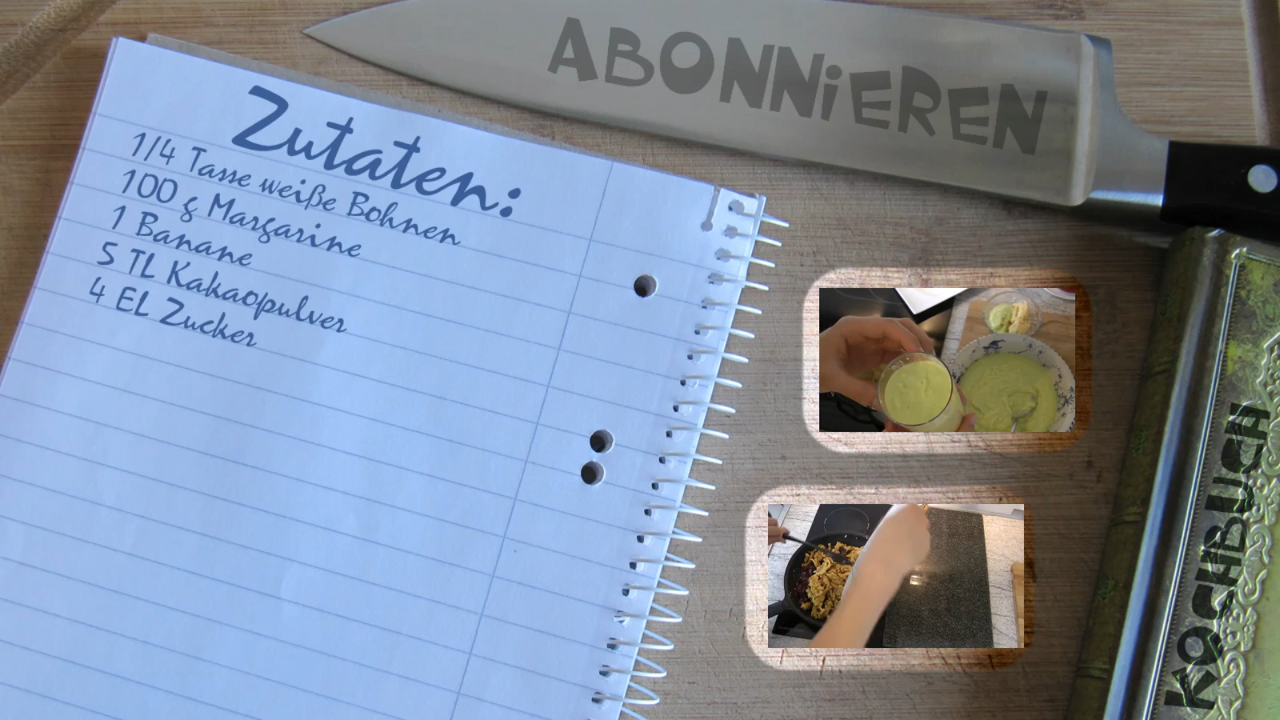 ABONNiEREN
Zutaten:
1/4 Tasse weiße Bohnen
100 g Margarine
1 Banane
5 TL Kakaopulver
4 EL Zucker
KOCHBUCH